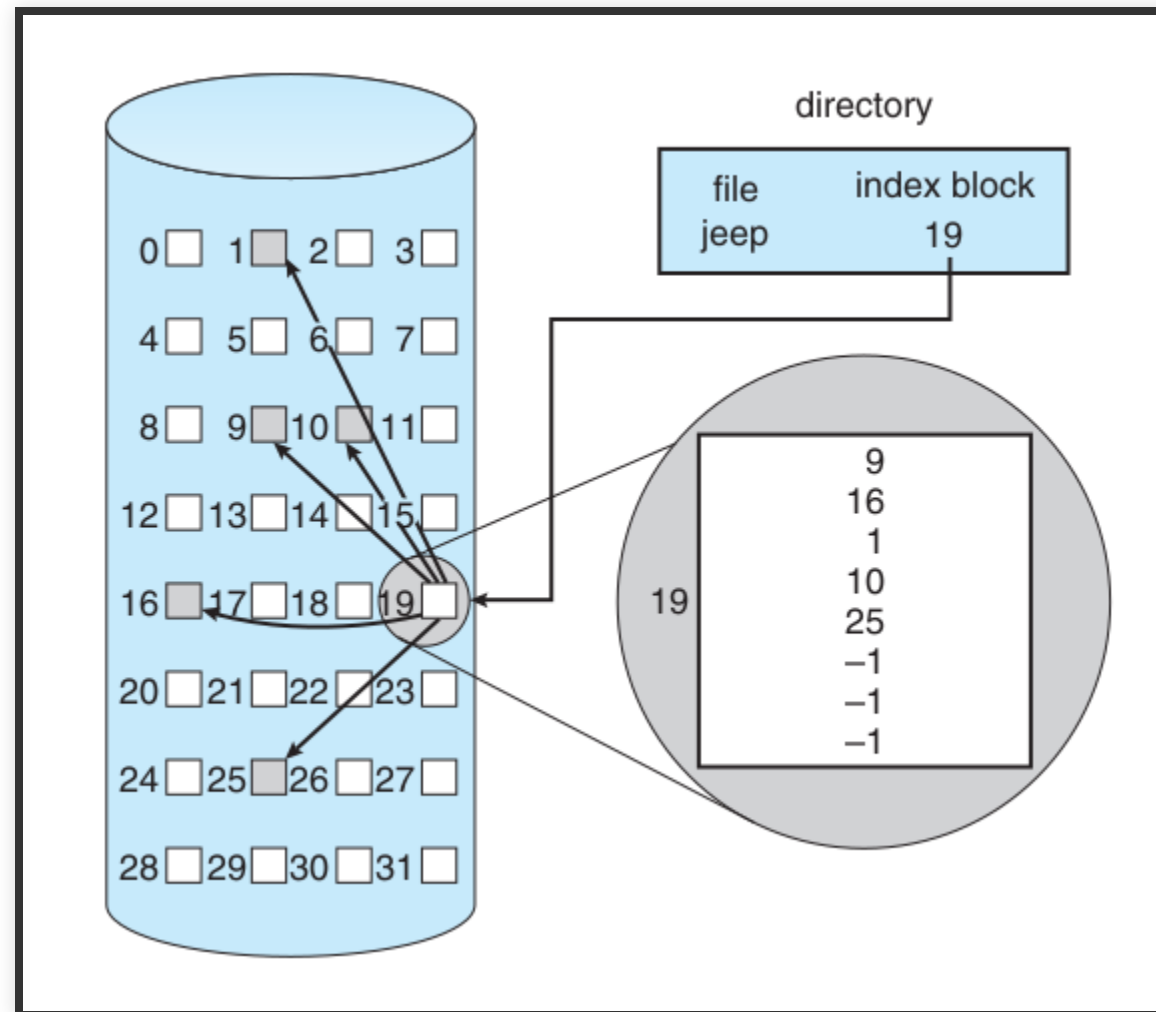 directory
file index block
jeep 19
0 1 2 3
4 5 6 7
8 9 10 11
12 13 14 15
16 17 18 19
20 21 22 23
24 25 26 27
28 29 30 31
19
9
16
1
10
25
–1
–1
–1